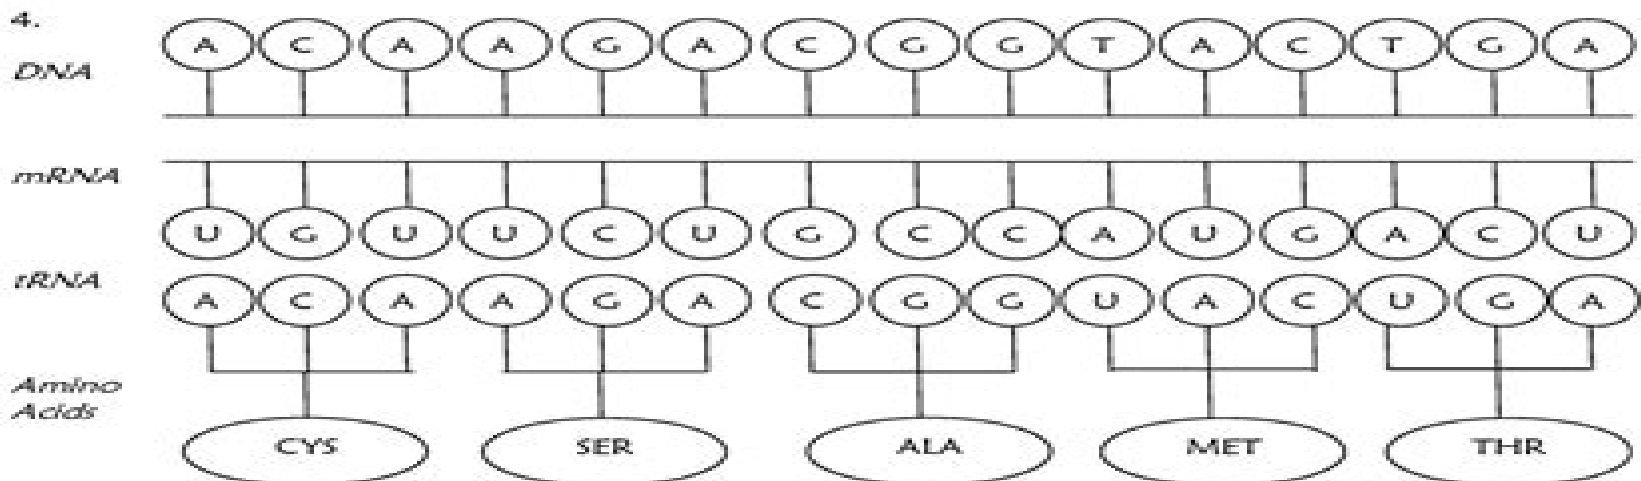 4.
DNA
A C A A G A C G G T A C T G A
mRNA
U G U U C U G C C A U G A C U
tRNA
A C A A G A C G G U A C U G A
Amino
Acids
CYS SER ALA MET THR